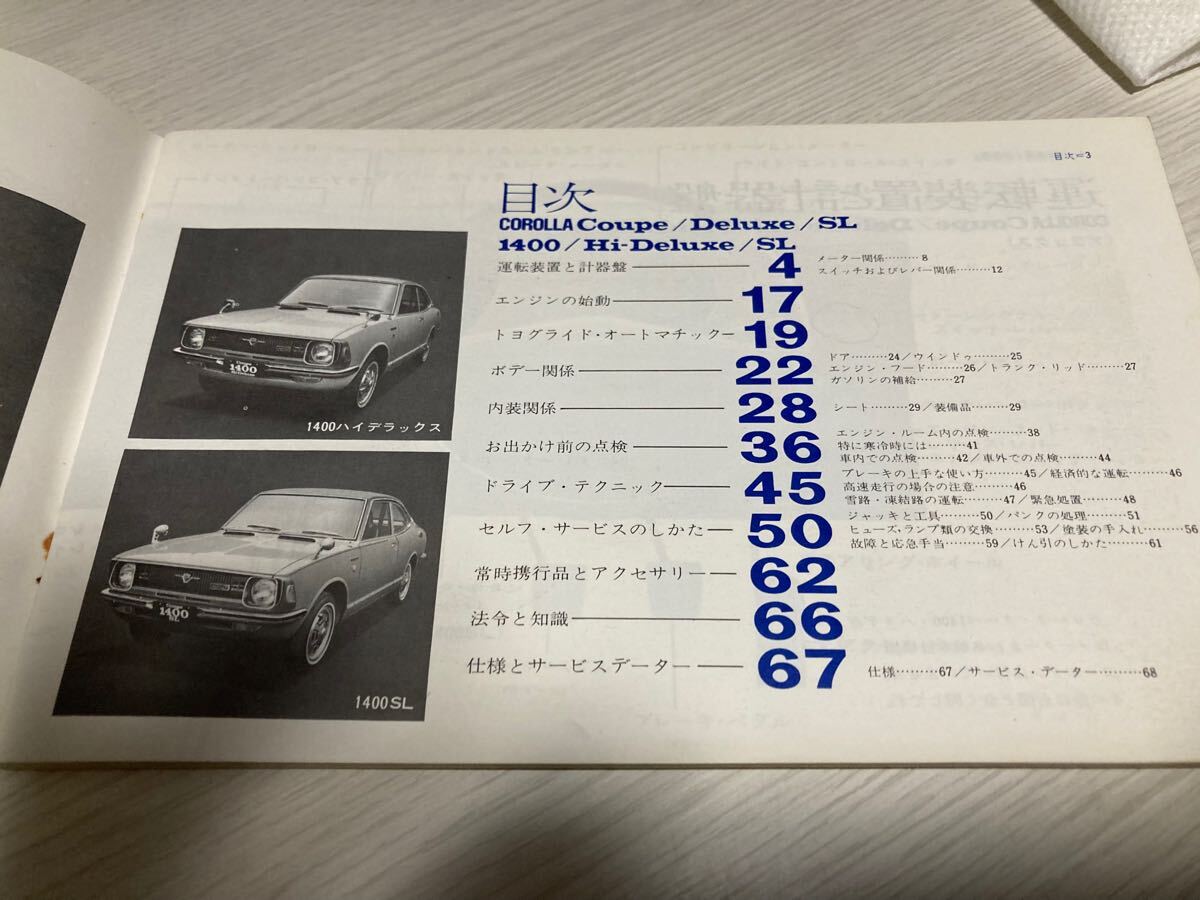 目次=3
目次
COROLLA Coupe/Deluxe/SL
1400/Hi-Deluxe/SL
運転装置と計器盤 4 メーター関係………8
スイッチおよびレバー関係………12
エンジンの始動 17
トヨグライド・オートマチック 19
ボデー関係 22 ドア………24/ウインドゥ………25
エンジン・フード………26/トランク・リッド………27
ガソリンの補給………27
内装関係 28 シート………29/装備品………29
お出かけ前の点検 36 エンジン・ルーム内の点検………38
特に寒冷時には………41
車内での点検………42/車外での点検………44
ドライブ・テクニック 45 ブレーキの上手な使い方………45/経済的な運転………46
高速走行の場合の注意………46
雪路・凍結路の運転………47/緊急処置………48
セルフ・サービスのしかた 50 ジャッキと工具………50/パンクの処理………51
ヒューズ・ランプ類の交換………53/塗装の手入れ………56
故障と応急手当………59/けん引のしかた………61
常時携行品とアクセサリー 62
法令と知識 66
仕様とサービスデーター 67 仕様………67/サービス・データー………68
1400
1400ハイデラックス
1400
SL
1400SL